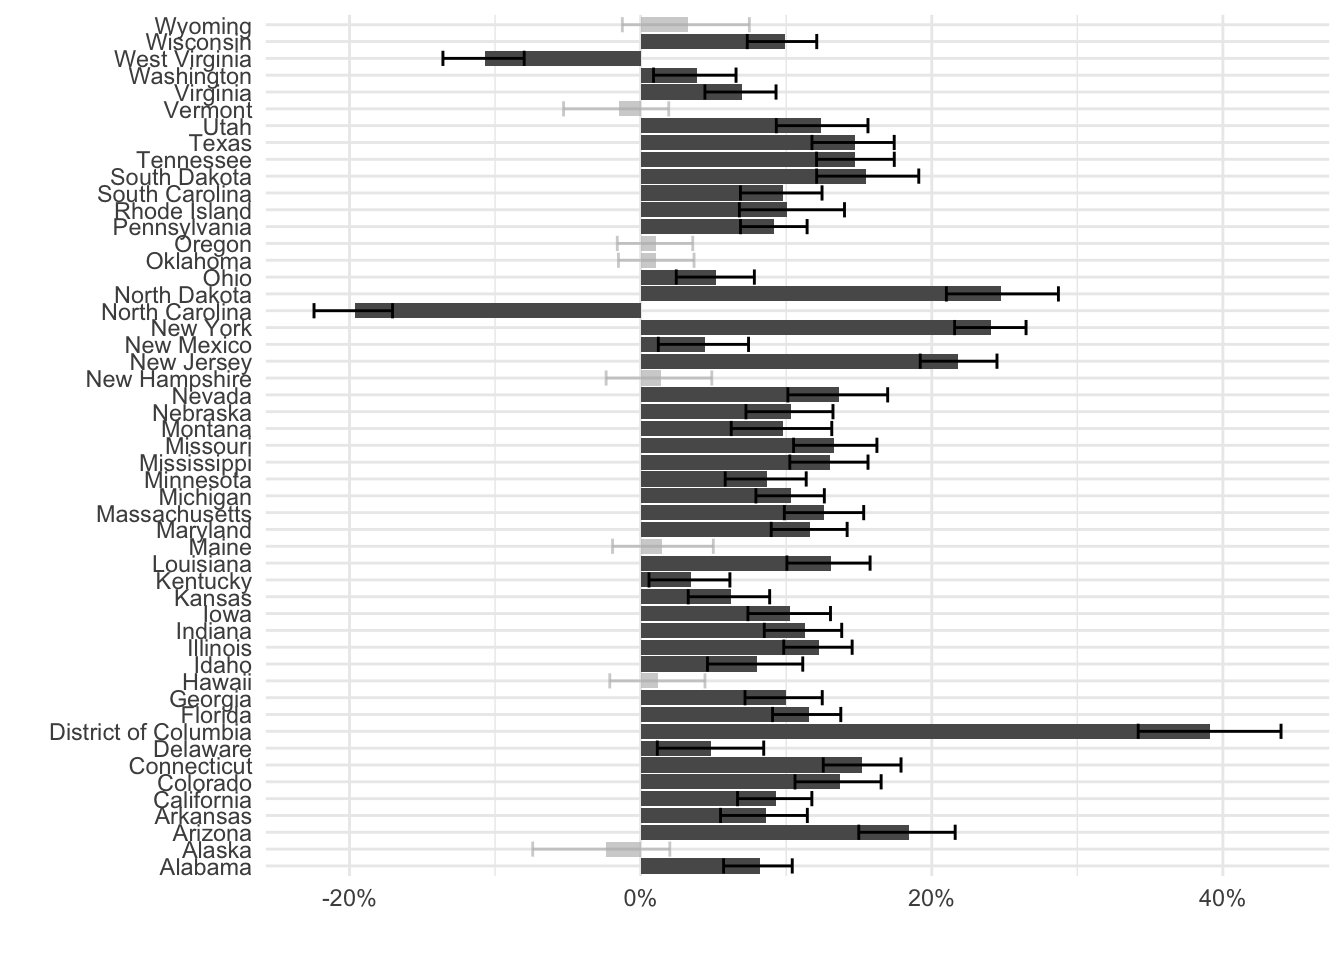 Wyoming
Wisconsin
West Virginia
Washington
Virginia
Vermont
Utah
Texas
Tennessee
South Dakota
South Carolina
Rhode Island
Pennsylvania
Oregon
Oklahoma
Ohio
North Dakota
North Carolina
New York
New Mexico
New Jersey
New Hampshire
Nevada
Nebraska
Montana
Missouri
Mississippi
Minnesota
Michigan
Massachusetts
Maryland
Maine
Louisiana
Kentucky
Kansas
Iowa
Indiana
Illinois
Idaho
Hawaii
Georgia
Florida
District of Columbia
Delaware
Connecticut
Colorado
California
Arkansas
Arizona
Alaska
Alabama
-20% 0% 20% 40%